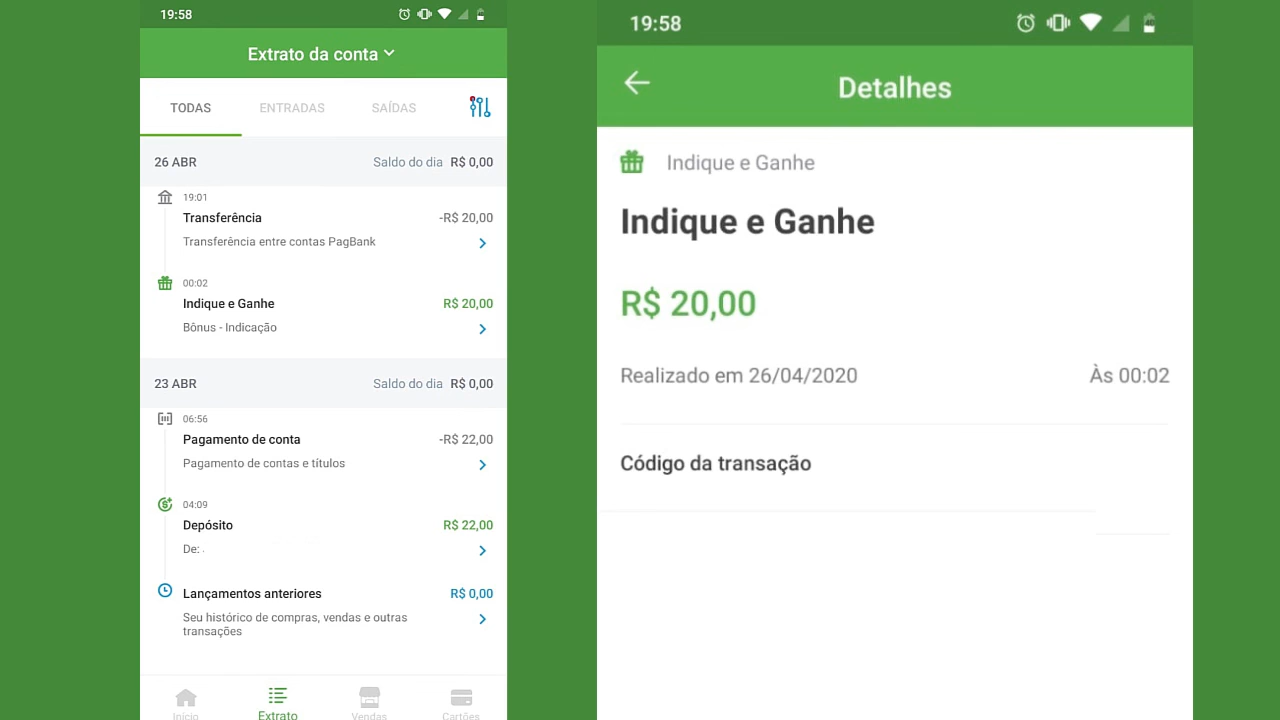 19:58
Extrato da conta
TODAS ENTRADAS SAÍDAS
26 ABR Saldo do dia R$ 0,00
19:01
Transferência -R$ 20,00
Transferência entre contas PagBank
00:02
Indique e Ganhe R$ 20,00
Bônus - Indicação
23 ABR Saldo do dia R$ 0,00
06:56
Pagamento de conta -R$ 22,00
Pagamento de contas e títulos
04:09
Depósito R$ 22,00
De:
Lançamentos anteriores R$ 0,00
Seu histórico de compras, vendas e outras
transações
Início Extrato Vendas Cartões
19:58
Detalhes
Indique e Ganhe
Indique e Ganhe
R$ 20,00
Realizado em 26/04/2020 Às 00:02
Código da transação